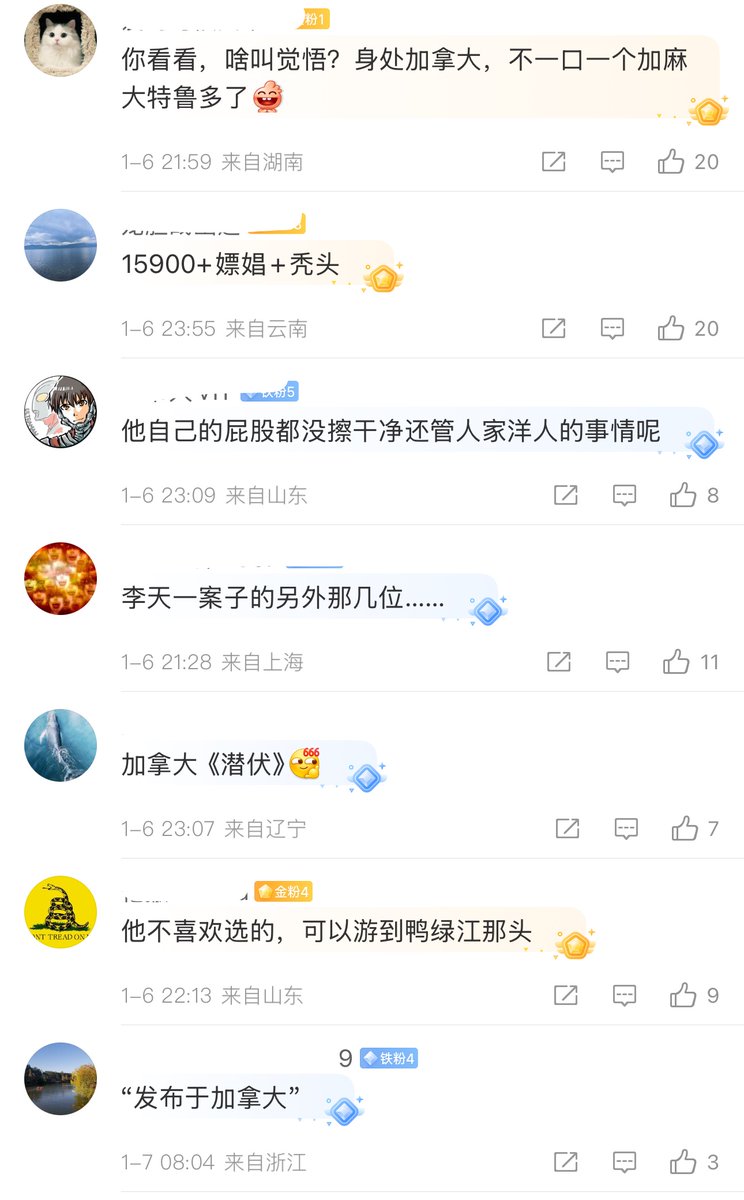 粉1
你看看，啥叫觉悟？身处加拿大，不一口一个加麻
大特鲁多了
1-6 21:59 来自湖南
20
15900+嫖娼+秃头
1-6 23:55 来自云南
20
铁粉5
他自己的屁股都没擦干净还管人家洋人的事情呢
1-6 23:09 来自山东
8
李天一案子的另外那几位……
1-6 21:28 来自上海
11
加拿大《潜伏》666
1-6 23:07 来自辽宁
7
金粉4
他不喜欢选的，可以游到鸭绿江那头
DON'T TREAD ON
1-6 22:13 来自山东
9
9 铁粉4
“发布于加拿大”
1-7 08:04 来自浙江
3